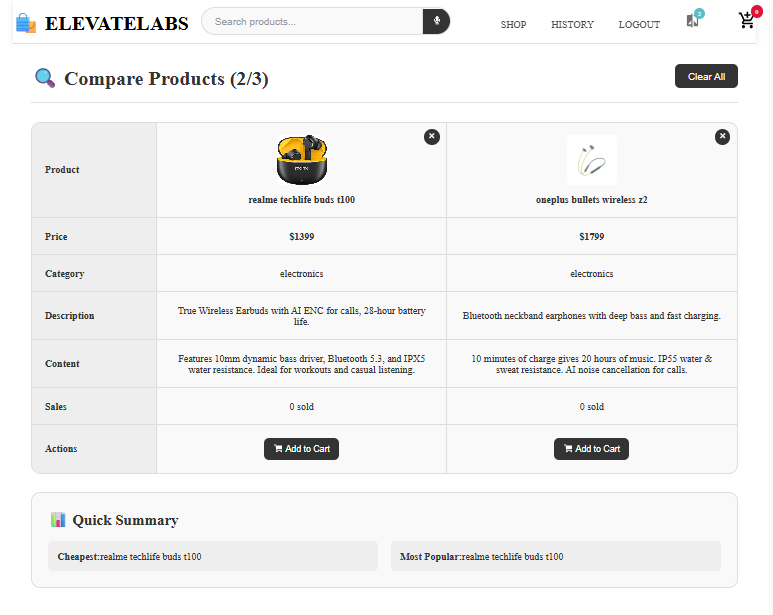 ELEVATELABS
Search products...
SHOP
HISTORY
LOGOUT
2
0
Compare Products (2/3)
Clear All
Product
realme techlife buds t100
oneplus bullets wireless z2
Price
$1399
$1799
Category
electronics
electronics
Description
True Wireless Earbuds with AI ENC for calls, 28-hour battery
life.
Bluetooth neckband earphones with deep bass and fast charging.
Content
Features 10mm dynamic bass driver, Bluetooth 5.3, and IPX5
water resistance. Ideal for workouts and casual listening.
10 minutes of charge gives 20 hours of music. IP55 water &
sweat resistance. AI noise cancellation for calls.
Sales
0 sold
0 sold
Actions
Add to Cart
Add to Cart
Quick Summary
Cheapest:realme techlife buds t100
Most Popular:realme techlife buds t100